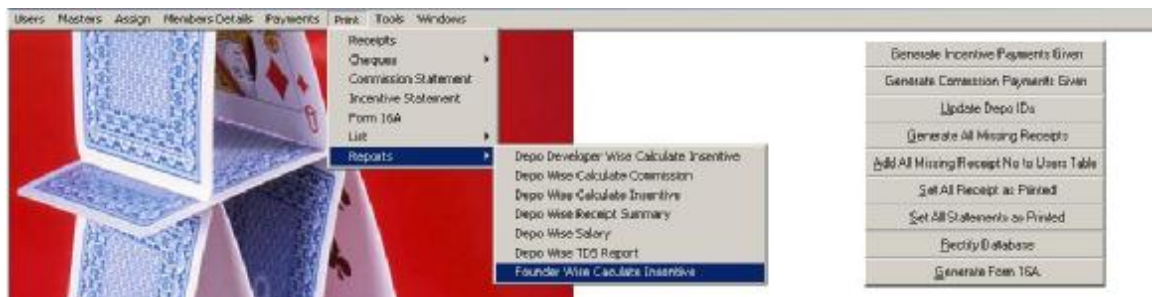 Users Masters Assign Members Details Payments Print Tools Windows
Receipts
Cheques
Commission Statement
Incentive Statement
Form 16A
List
Reports
Depo Developer Wise Calculate Insentive
Depo Wise Calculate Commission
Depo Wise Calculate Insentive
Depo Wise Receipt Summary
Depo Wise Salary
Depo Wise TDS Report
Founder Wise Caculate Insentive
Generate Incentive Payments Given
Generate Commission Payments Given
Update Depo IDs
Generate All Missing Receipts
Add All Missing Receipt No to Users Table
Set All Receipt as Printed
Set All Statements as Printed
Rectify Database
Generate Form 16A